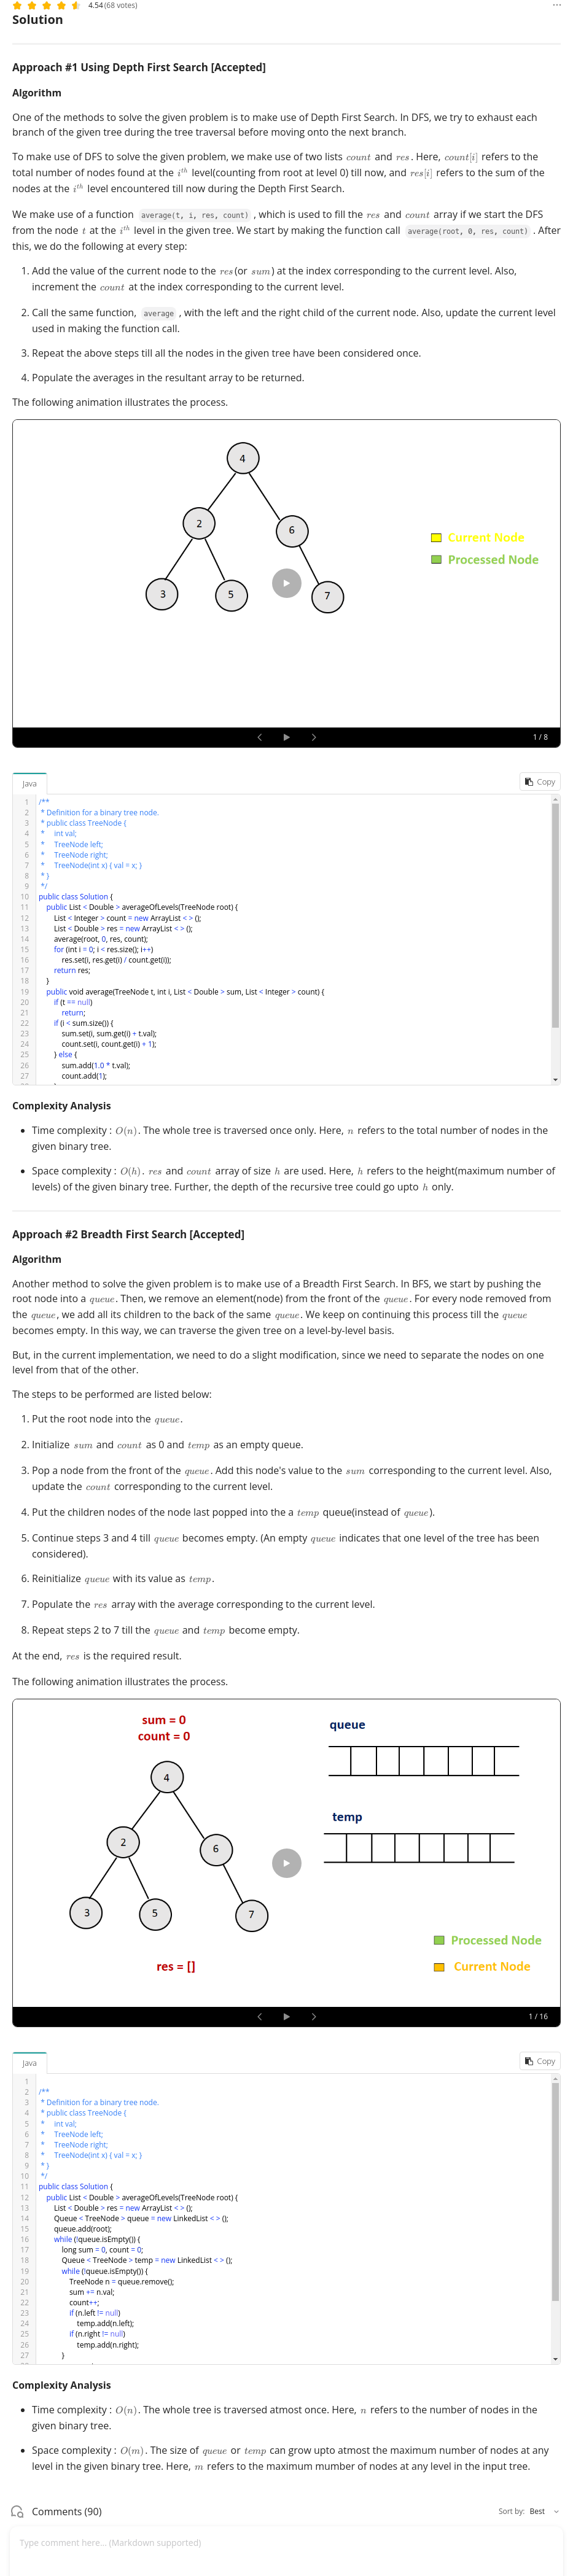 4.54 (68 votes)
Solution
Approach #1 Using Depth First Search [Accepted]
Algorithm
One of the methods to solve the given problem is to make use of Depth First Search. In DFS, we try to exhaust each
branch of the given tree during the tree traversal before moving onto the next branch.
To make use of DFS to solve the given problem, we make use of two lists count and res. Here, count[i] refers to the
total number of nodes found at the i^th level(counting from root at level 0) till now, and res[i] refers to the sum of the
nodes at the i^th level encountered till now during the Depth First Search.
We make use of a function average(t, i, res, count) , which is used to fill the res and count array if we start the DFS
from the node t at the i^th level in the given tree. We start by making the function call average(root, 0, res, count) . After
this, we do the following at every step:
1. Add the value of the current node to the res(or sum) at the index corresponding to the current level. Also,
increment the count at the index corresponding to the current level.
2. Call the same function, average , with the left and the right child of the current node. Also, update the current level
used in making the function call.
3. Repeat the above steps till all the nodes in the given tree have been considered once.
4. Populate the averages in the resultant array to be returned.
The following animation illustrates the process.
4
2
6
Current Node
Processed Node
3
5
7
1 / 8
Java
Copy
1 /**
2 * Definition for a binary tree node.
3 * public class TreeNode {
4 * int val;
5 * TreeNode left;
6 * TreeNode right;
7 * TreeNode(int x) { val = x; }
8 * }
9 */
10 public class Solution {
11 public List < Double > averageOfLevels(TreeNode root) {
12 List < Integer > count = new ArrayList < > ();
13 List < Double > res = new ArrayList < > ();
14 average(root, 0, res, count);
15 for (int i = 0; i < res.size(); i++)
16 res.set(i, res.get(i) / count.get(i));
17 return res;
18 }
19 public void average(TreeNode t, int i, List < Double > sum, List < Integer > count) {
20 if (t == null)
21 return;
22 if (i < sum.size()) {
23 sum.set(i, sum.get(i) + t.val);
24 count.set(i, count.get(i) + 1);
25 } else {
26 sum.add(1.0 * t.val);
27 count.add(1);
Complexity Analysis
• Time complexity : O(n). The whole tree is traversed once only. Here, n refers to the total number of nodes in the
given binary tree.
• Space complexity : O(h). res and count array of size h are used. Here, h refers to the height(maximum number of
levels) of the given binary tree. Further, the depth of the recursive tree could go upto h only.
Approach #2 Breadth First Search [Accepted]
Algorithm
Another method to solve the given problem is to make use of a Breadth First Search. In BFS, we start by pushing the
root node into a queue. Then, we remove an element(node) from the front of the queue. For every node removed from
the queue, we add all its children to the back of the same queue. We keep on continuing this process till the queue
becomes empty. In this way, we can traverse the given tree on a level-by-level basis.
But, in the current implementation, we need to do a slight modification, since we need to separate the nodes on one
level from that of the other.
The steps to be performed are listed below:
1. Put the root node into the queue.
2. Initialize sum and count as 0 and temp as an empty queue.
3. Pop a node from the front of the queue. Add this node's value to the sum corresponding to the current level. Also,
update the count corresponding to the current level.
4. Put the children nodes of the node last popped into the a temp queue(instead of queue).
5. Continue steps 3 and 4 till queue becomes empty. (An empty queue indicates that one level of the tree has been
considered).
6. Reinitialize queue with its value as temp.
7. Populate the res array with the average corresponding to the current level.
8. Repeat steps 2 to 7 till the queue and temp become empty.
At the end, res is the required result.
The following animation illustrates the process.
sum = 0
count = 0
queue
4
temp
2
6
3
5
7
Processed Node
Current Node
res = []
1 / 16
Java
Copy
1
2 /**
3 * Definition for a binary tree node.
4 * public class TreeNode {
5 * int val;
6 * TreeNode left;
7 * TreeNode right;
8 * TreeNode(int x) { val = x; }
9 * }
10 */
11 public class Solution {
12 public List < Double > averageOfLevels(TreeNode root) {
13 List < Double > res = new ArrayList < > ();
14 Queue < TreeNode > queue = new LinkedList < > ();
15 queue.add(root);
16 while (!queue.isEmpty()) {
17 long sum = 0, count = 0;
18 Queue < TreeNode > temp = new LinkedList < > ();
19 while (!queue.isEmpty()) {
20 TreeNode n = queue.remove();
21 sum += n.val;
22 count++;
23 if (n.left != null)
24 temp.add(n.left);
25 if (n.right != null)
26 temp.add(n.right);
27 }
Complexity Analysis
• Time complexity : O(n). The whole tree is traversed atmost once. Here, n refers to the number of nodes in the
given binary tree.
• Space complexity : O(m). The size of queue or temp can grow upto atmost the maximum number of nodes at any
level in the given binary tree. Here, m refers to the maximum mumber of nodes at any level in the input tree.
Comments (90)
Sort by: Best
Type comment here... (Markdown supported)